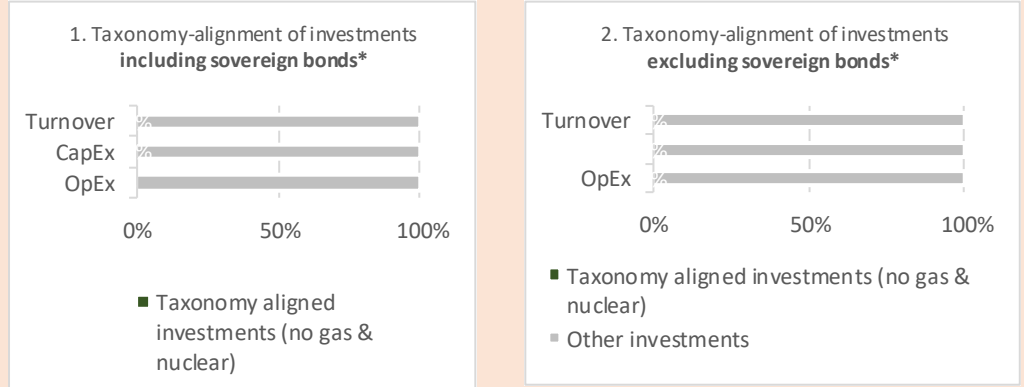 1. Taxonomy-alignment of investments
including sovereign bonds*
Turnover
%
CapEx
%
OpEx
0%
50%
100%
Taxonomy aligned
investments (no gas &
nuclear)
2. Taxonomy-alignment of investments
excluding sovereign bonds*
Turnover
%
%
OpEx
%
0%
50%
100%
Taxonomy aligned investments (no gas &
nuclear)
Other investments